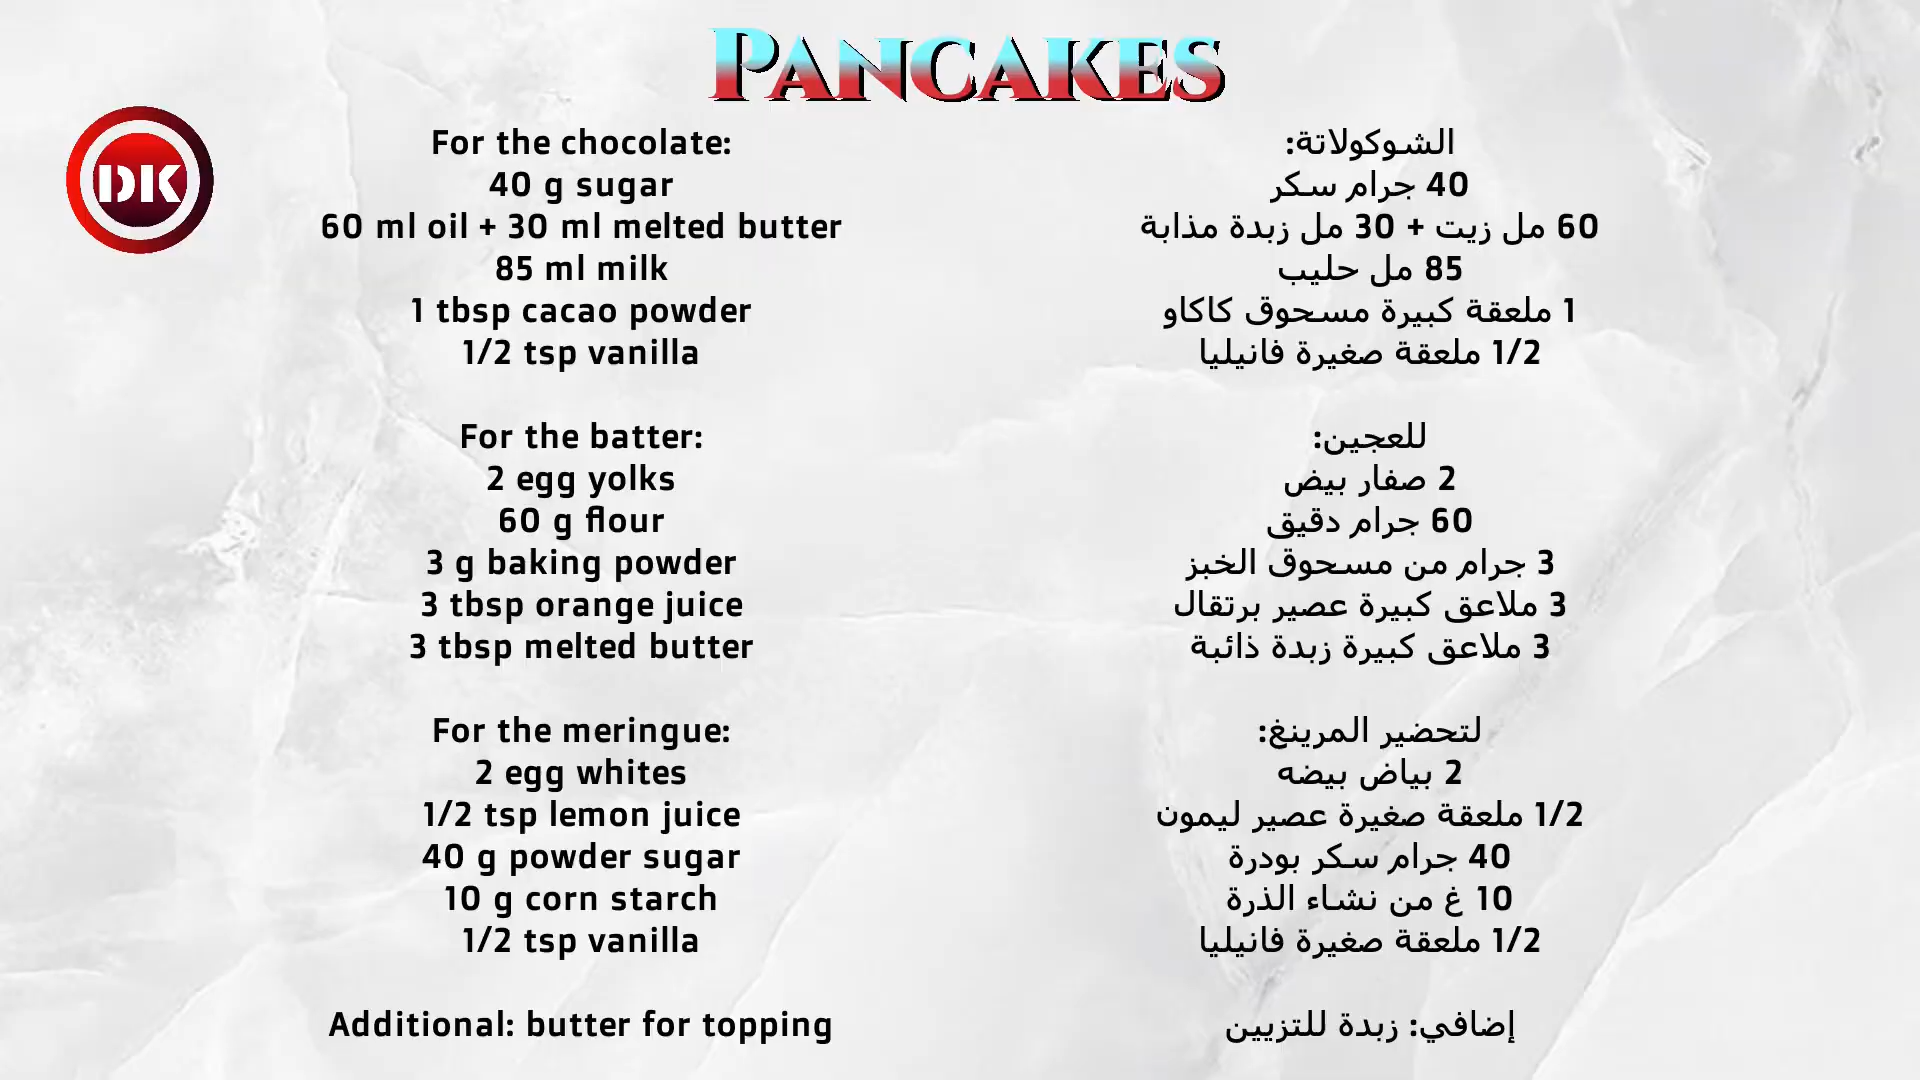 PANCAKES
DK
For the chocolate:
40 g sugar
60 ml oil + 30 ml melted butter
85 ml milk
1 tbsp cacao powder
1/2 tsp vanilla
For the batter:
2 egg yolks
60 g flour
3 g baking powder
3 tbsp orange juice
3 tbsp melted butter
For the meringue:
2 egg whites
1/2 tsp lemon juice
40 g powder sugar
10 g corn starch
1/2 tsp vanilla
Additional: butter for topping
الشوكولاتة:
40 جرام سكر
60 مل زيت + 30 مل زبدة مذابة
85 مل حليب
1 ملعقة كبيرة مسحوق كاكاو
1/2 ملعقة صغيرة فانيليا
للعجين:
2 صفار بيض
60 جرام دقيق
3 جرام من مسحوق الخبز
3 ملاعق كبيرة عصير برتقال
3 ملاعق كبيرة زبدة ذائبة
لتحضير المرينغ:
2 بياض بيضه
1/2 ملعقة صغيرة عصير ليمون
40 جرام سكر بودرة
10 غ من نشاء الذرة
1/2 ملعقة صغيرة فانيليا
إضافي: زبدة للتزيين